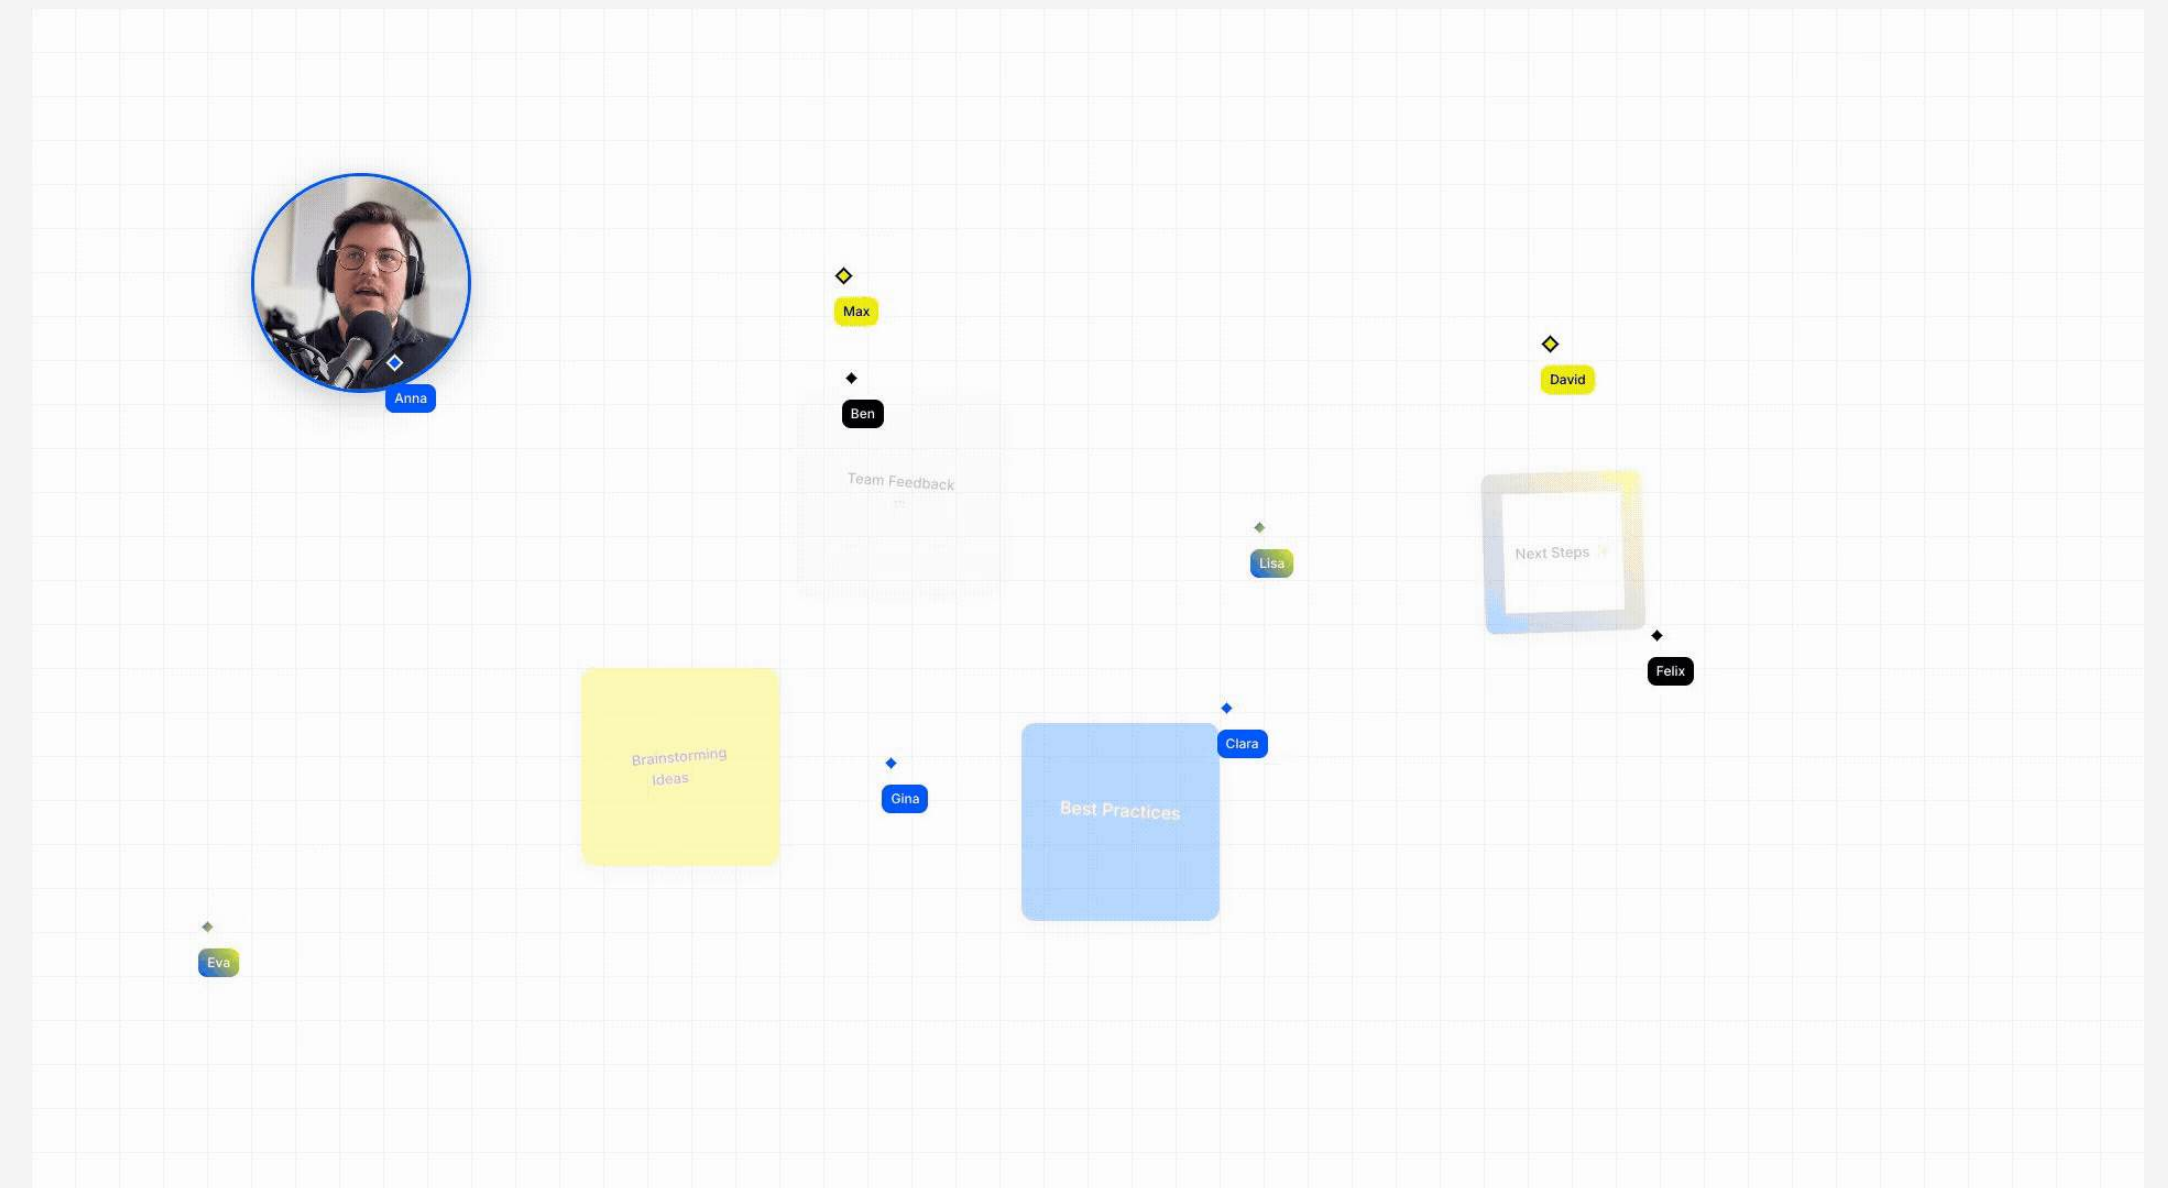 Max
David
Anna
Ben
Team Feedback
...
Next Steps ✨
Lisa
Felix
Clara
Brainstorming
Ideas
Gina
Best Practices
Eva